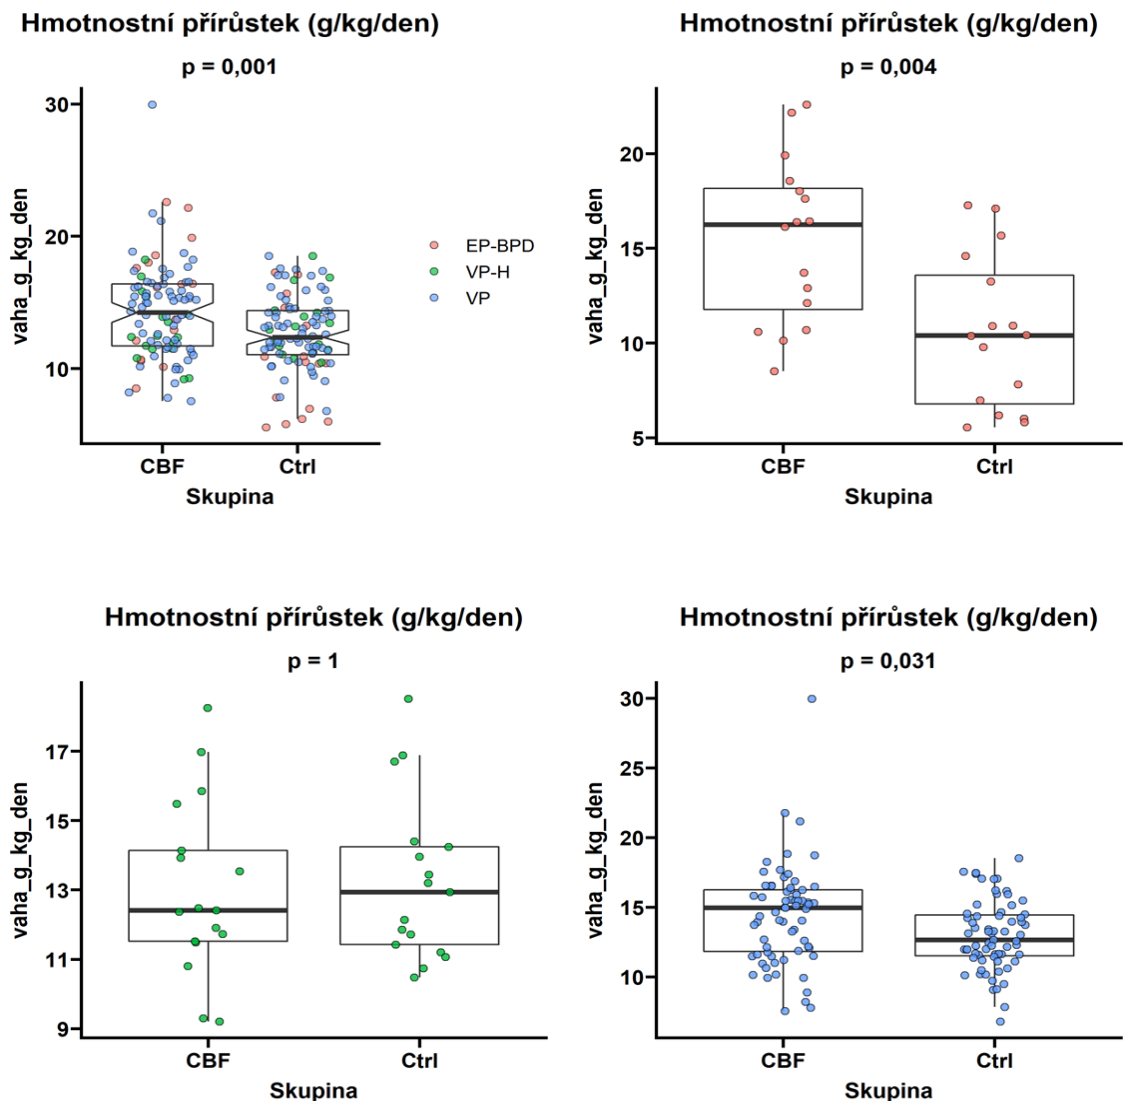 Hmotnostní přírůstek (g/kg/den)
p = 0,001
vaha_g_kg_den
30
20
10
CBF
Ctrl
Skupina
EP-BPD
VP-H
VP
Hmotnostní přírůstek (g/kg/den)
p = 0,004
vaha_g_kg_den
20
15
10
5
CBF
Ctrl
Skupina
Hmotnostní přírůstek (g/kg/den)
p = 1
vaha_g_kg_den
17
15
13
11
9
CBF
Ctrl
Skupina
Hmotnostní přírůstek (g/kg/den)
p = 0,031
vaha_g_kg_den
30
25
20
15
10
CBF
Ctrl
Skupina